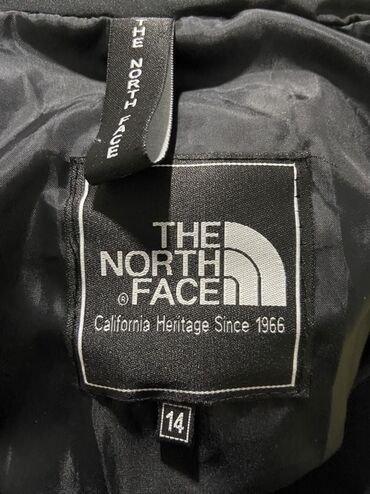 THE NORTH FACE
THE
NORTH
® FACE
California Heritage Since 1966
14